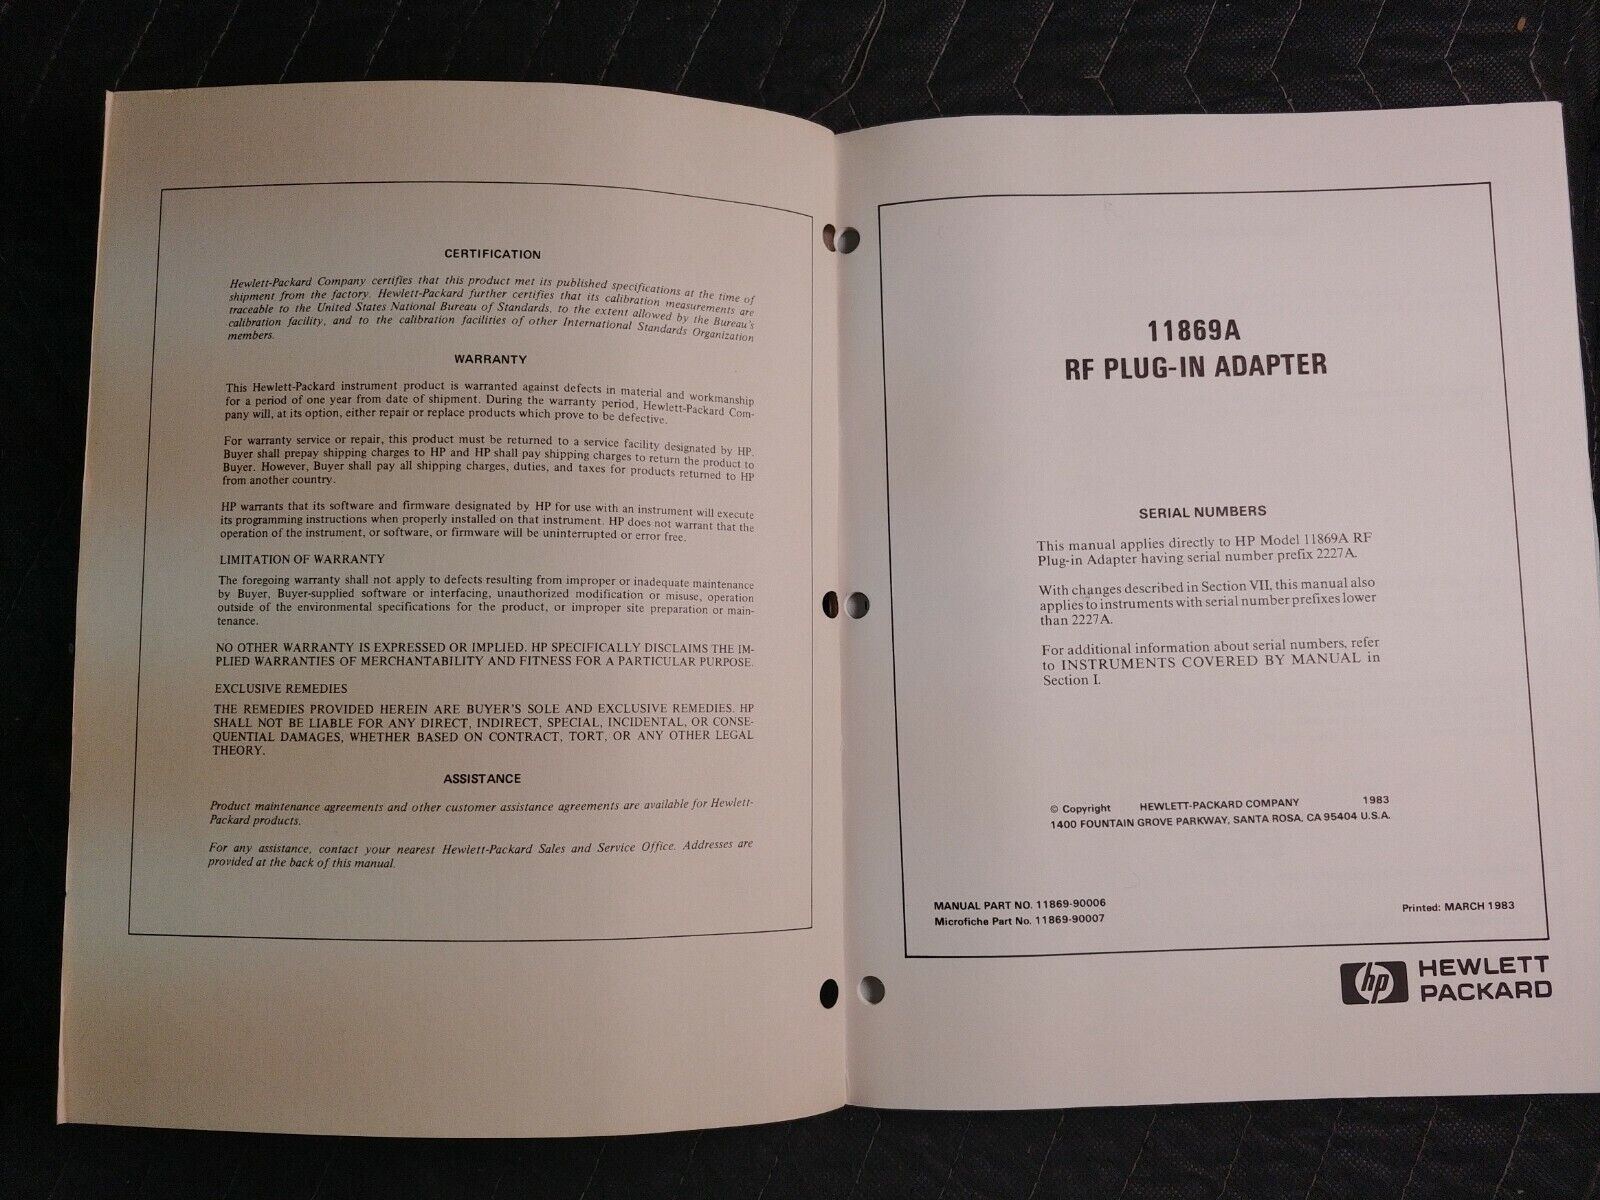 CERTIFICATION
Hewlett-Packard Company certifies that this product met its published specifications at the time of
shipment from the factory. Hewlett-Packard further certifies that its calibration measurements are
traceable to the United States National Bureau of Standards, to the extent allowed by the Bureau's
calibration facility, and to the calibration facilities of other International Standards Organization
members.
WARRANTY
This Hewlett-Packard instrument product is warranted against defects in material and workmanship
for a period of one year from date of shipment. During the warranty period, Hewlett-Packard Com-
pany will, at its option, either repair or replace products which prove to be defective.
For warranty service or repair, this product must be returned to a service facility designated by HP.
Buyer shall prepay shipping charges to HP and HP shall pay shipping charges to return the product to
Buyer. However, Buyer shall pay all shipping charges, duties, and taxes for products returned to HP
from another country.
HP warrants that its software and firmware designated by HP for use with an instrument will execute
its programming instructions when properly installed on that instrument. HP does not warrant that the
operation of the instrument, or software, or firmware will be uninterrupted or error free.
LIMITATION OF WARRANTY
The foregoing warranty shall not apply to defects resulting from improper or inadequate maintenance
by Buyer, Buyer-supplied software or interfacing, unauthorized modification or misuse, operation
outside of the environmental specifications for the product, or improper site preparation or main-
tenance.
NO OTHER WARRANTY IS EXPRESSED OR IMPLIED. HP SPECIFICALLY DISCLAIMS THE IM-
PLIED WARRANTIES OF MERCHANTABILITY AND FITNESS FOR A PARTICULAR PURPOSE.
EXCLUSIVE REMEDIES
THE REMEDIES PROVIDED HEREIN ARE BUYER'S SOLE AND EXCLUSIVE REMEDIES. HP
SHALL NOT BE LIABLE FOR ANY DIRECT, INDIRECT, SPECIAL, INCIDENTAL, OR CONSE-
QUENTIAL DAMAGES, WHETHER BASED ON CONTRACT, TORT, OR ANY OTHER LEGAL
THEORY.
ASSISTANCE
Product maintenance agreements and other customer assistance agreements are available for Hewlett-
Packard products.
For any assistance, contact your nearest Hewlett-Packard Sales and Service Office. Addresses are
provided at the back of this manual.
11869A
RF PLUG-IN ADAPTER
SERIAL NUMBERS
This manual applies directly to HP Model 11869A RF
Plug-in Adapter having serial number prefix 2227A.
With changes described in Section VII, this manual also
applies to instruments with serial number prefixes lower
than 2227A.
For additional information about serial numbers, refer
to INSTRUMENTS COVERED BY MANUAL in
Section I.
© Copyright HEWLETT-PACKARD COMPANY 1983
1400 FOUNTAIN GROVE PARKWAY, SANTA ROSA, CA 95404 U.S.A.
MANUAL PART NO. 11869-90006
Microfiche Part No. 11869-90007
Printed: MARCH 1983
hp HEWLETT
PACKARD